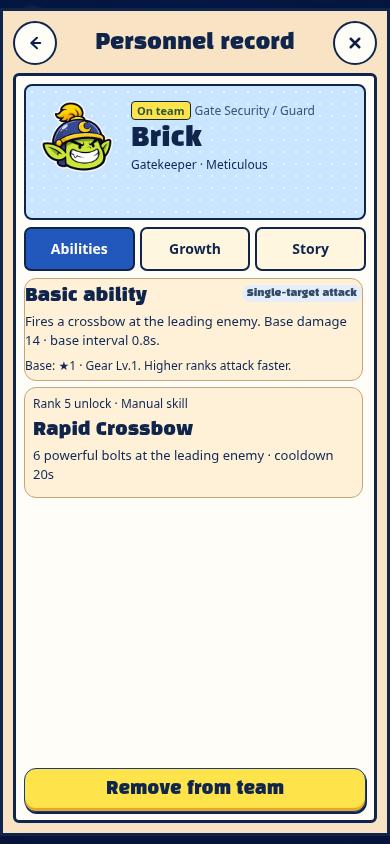 Personnel record
On team Gate Security / Guard
Brick
Gatekeeper · Meticulous
Abilities Growth Story
Basic ability Single-target attack
Fires a crossbow at the leading enemy. Base damage
14 · base interval 0.8s.
Base: ★1 · Gear Lv.1. Higher ranks attack faster.
Rank 5 unlock · Manual skill
Rapid Crossbow
6 powerful bolts at the leading enemy · cooldown
20s
Remove from team